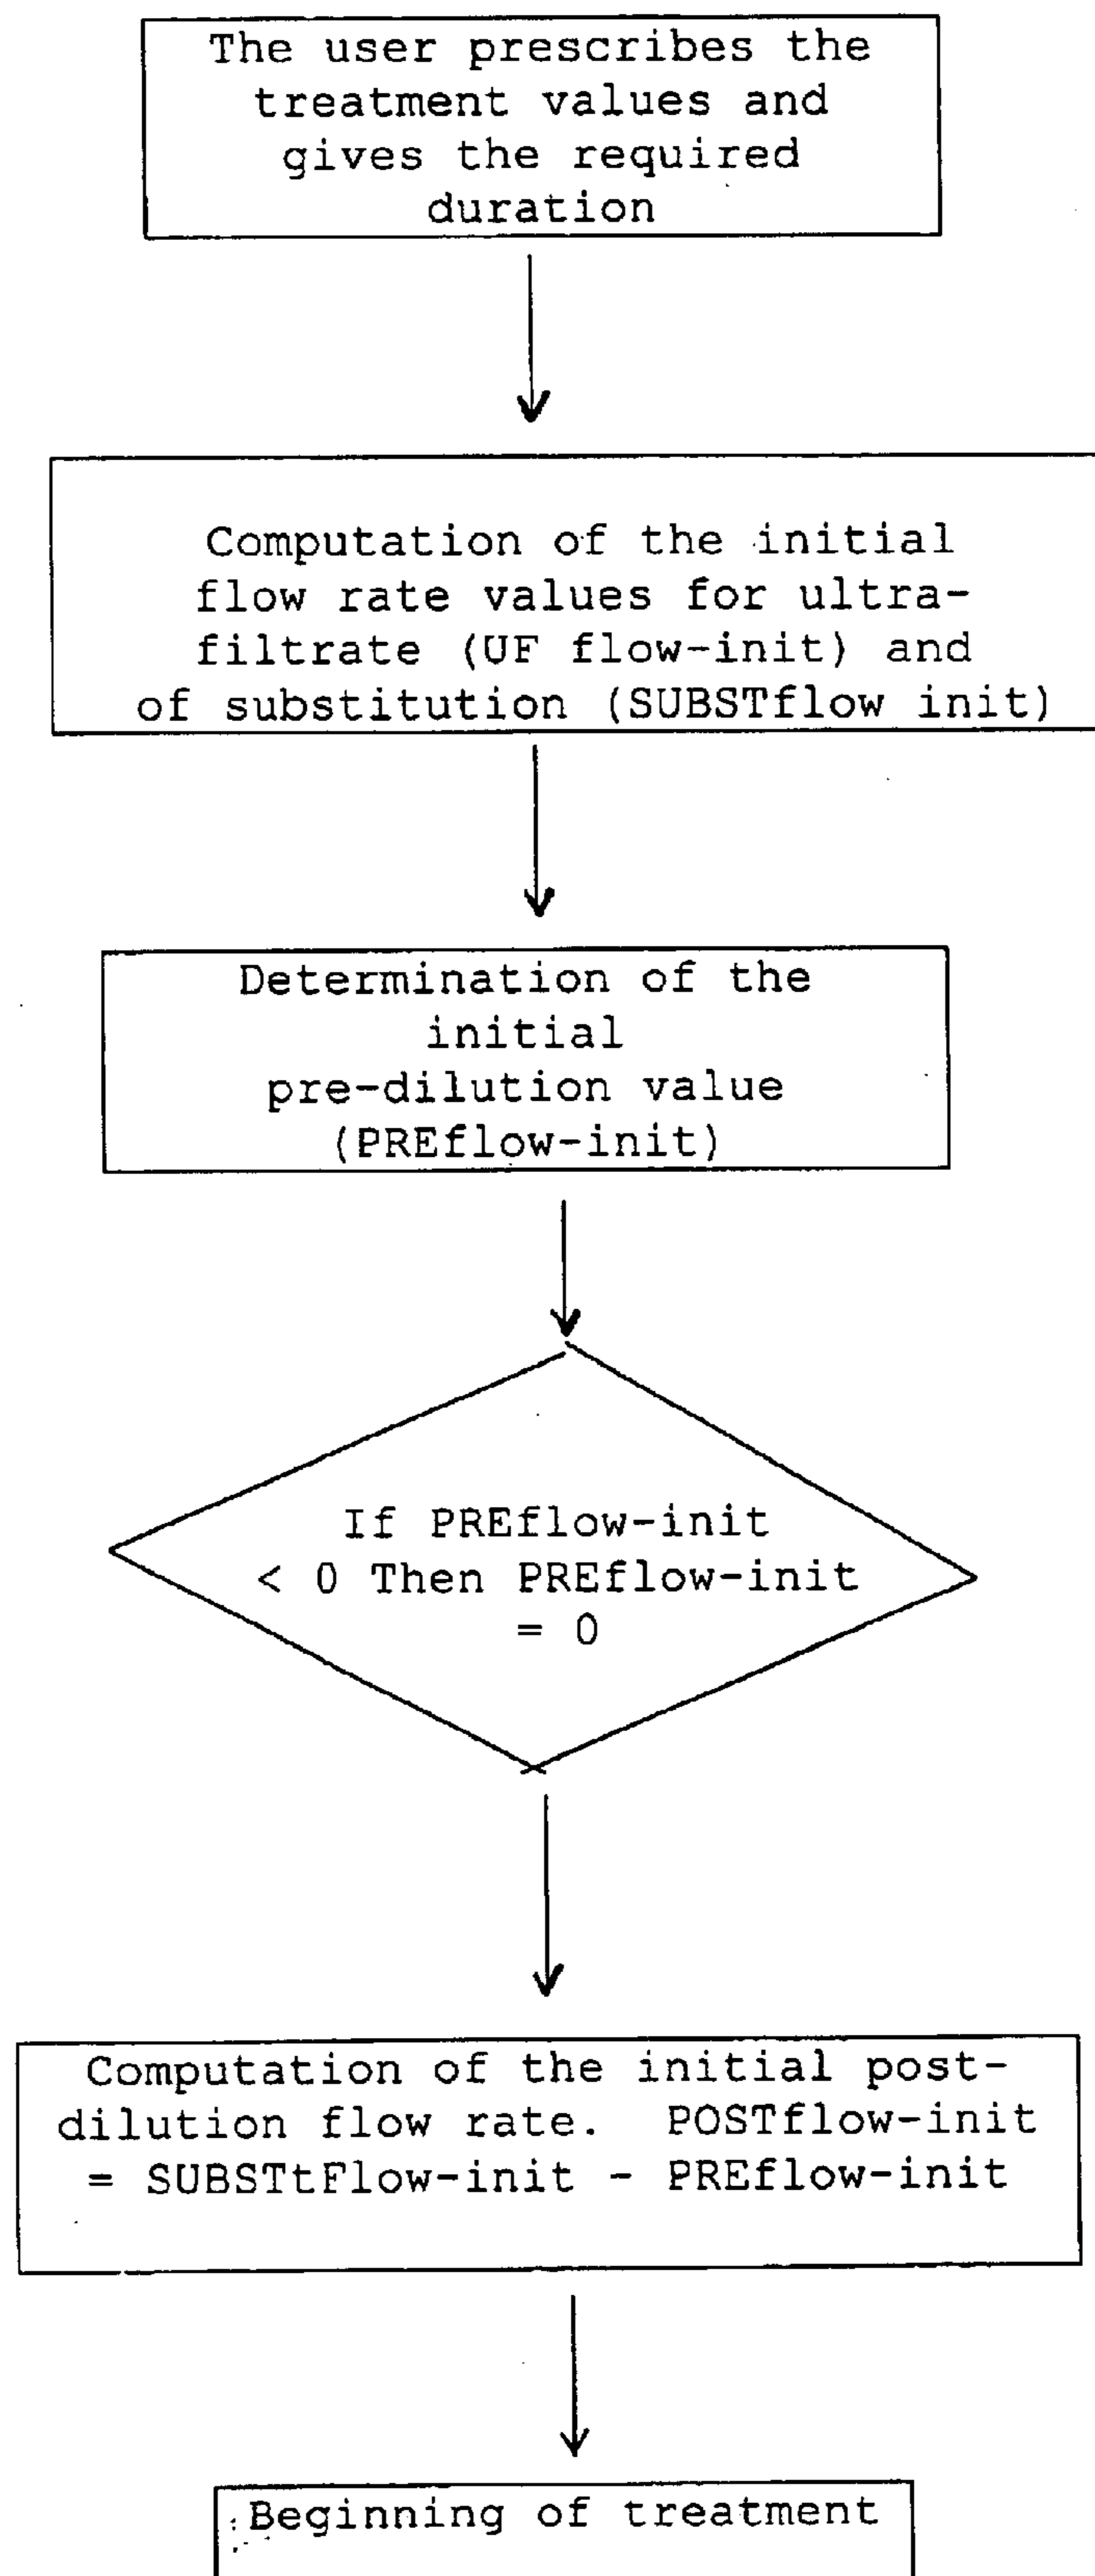 The user prescribes the
treatment values and
gives the required
duration
Computation of the initial
flow rate values for ultra-
filtrate (UF flow-init) and
of substitution (SUBSTflow init)
Determination of the
initial
pre-dilution value
(PREflow-init)
If PREflow-init
< 0 Then PREflow-init
= 0
Computation of the initial post-
dilution flow rate. POSTflow-init
= SUBSTtFlow-init - PREflow-init
Beginning of treatment